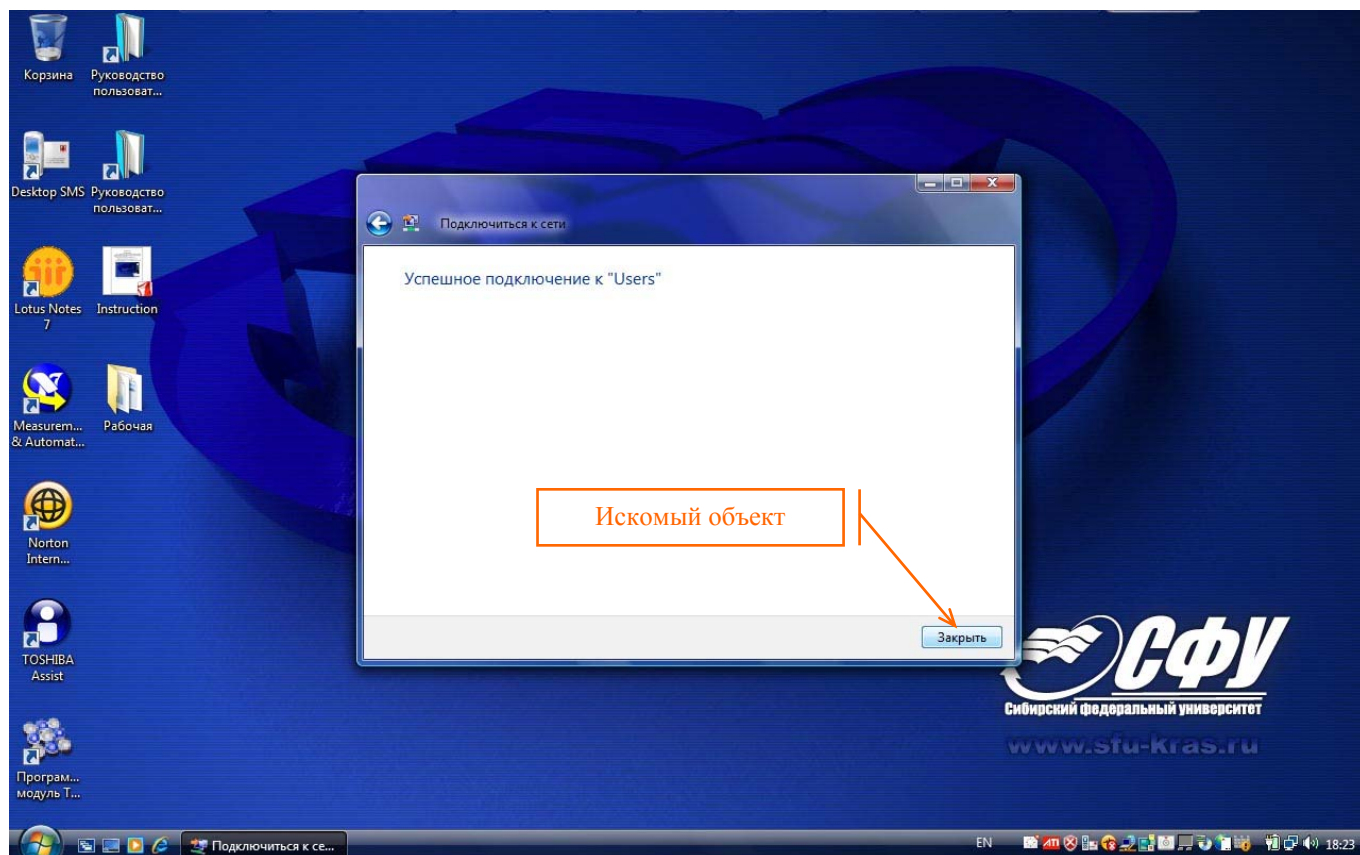 Корзина
Руководство
пользоват...
Desktop SMS
Руководство
пользоват...
Lotus Notes
7
Instruction
Measurem...
& Automat...
Рабочая
Norton
Intern...
TOSHIBA
Assist
Програм...
модуль T...
Подключиться к сети
Успешное подключение к "Users"
Искомый объект
Закрыть
СФУ
Сибирский федеральный университет
www.sfu-kras.ru
Подключиться к се...
EN
ATI
18:23